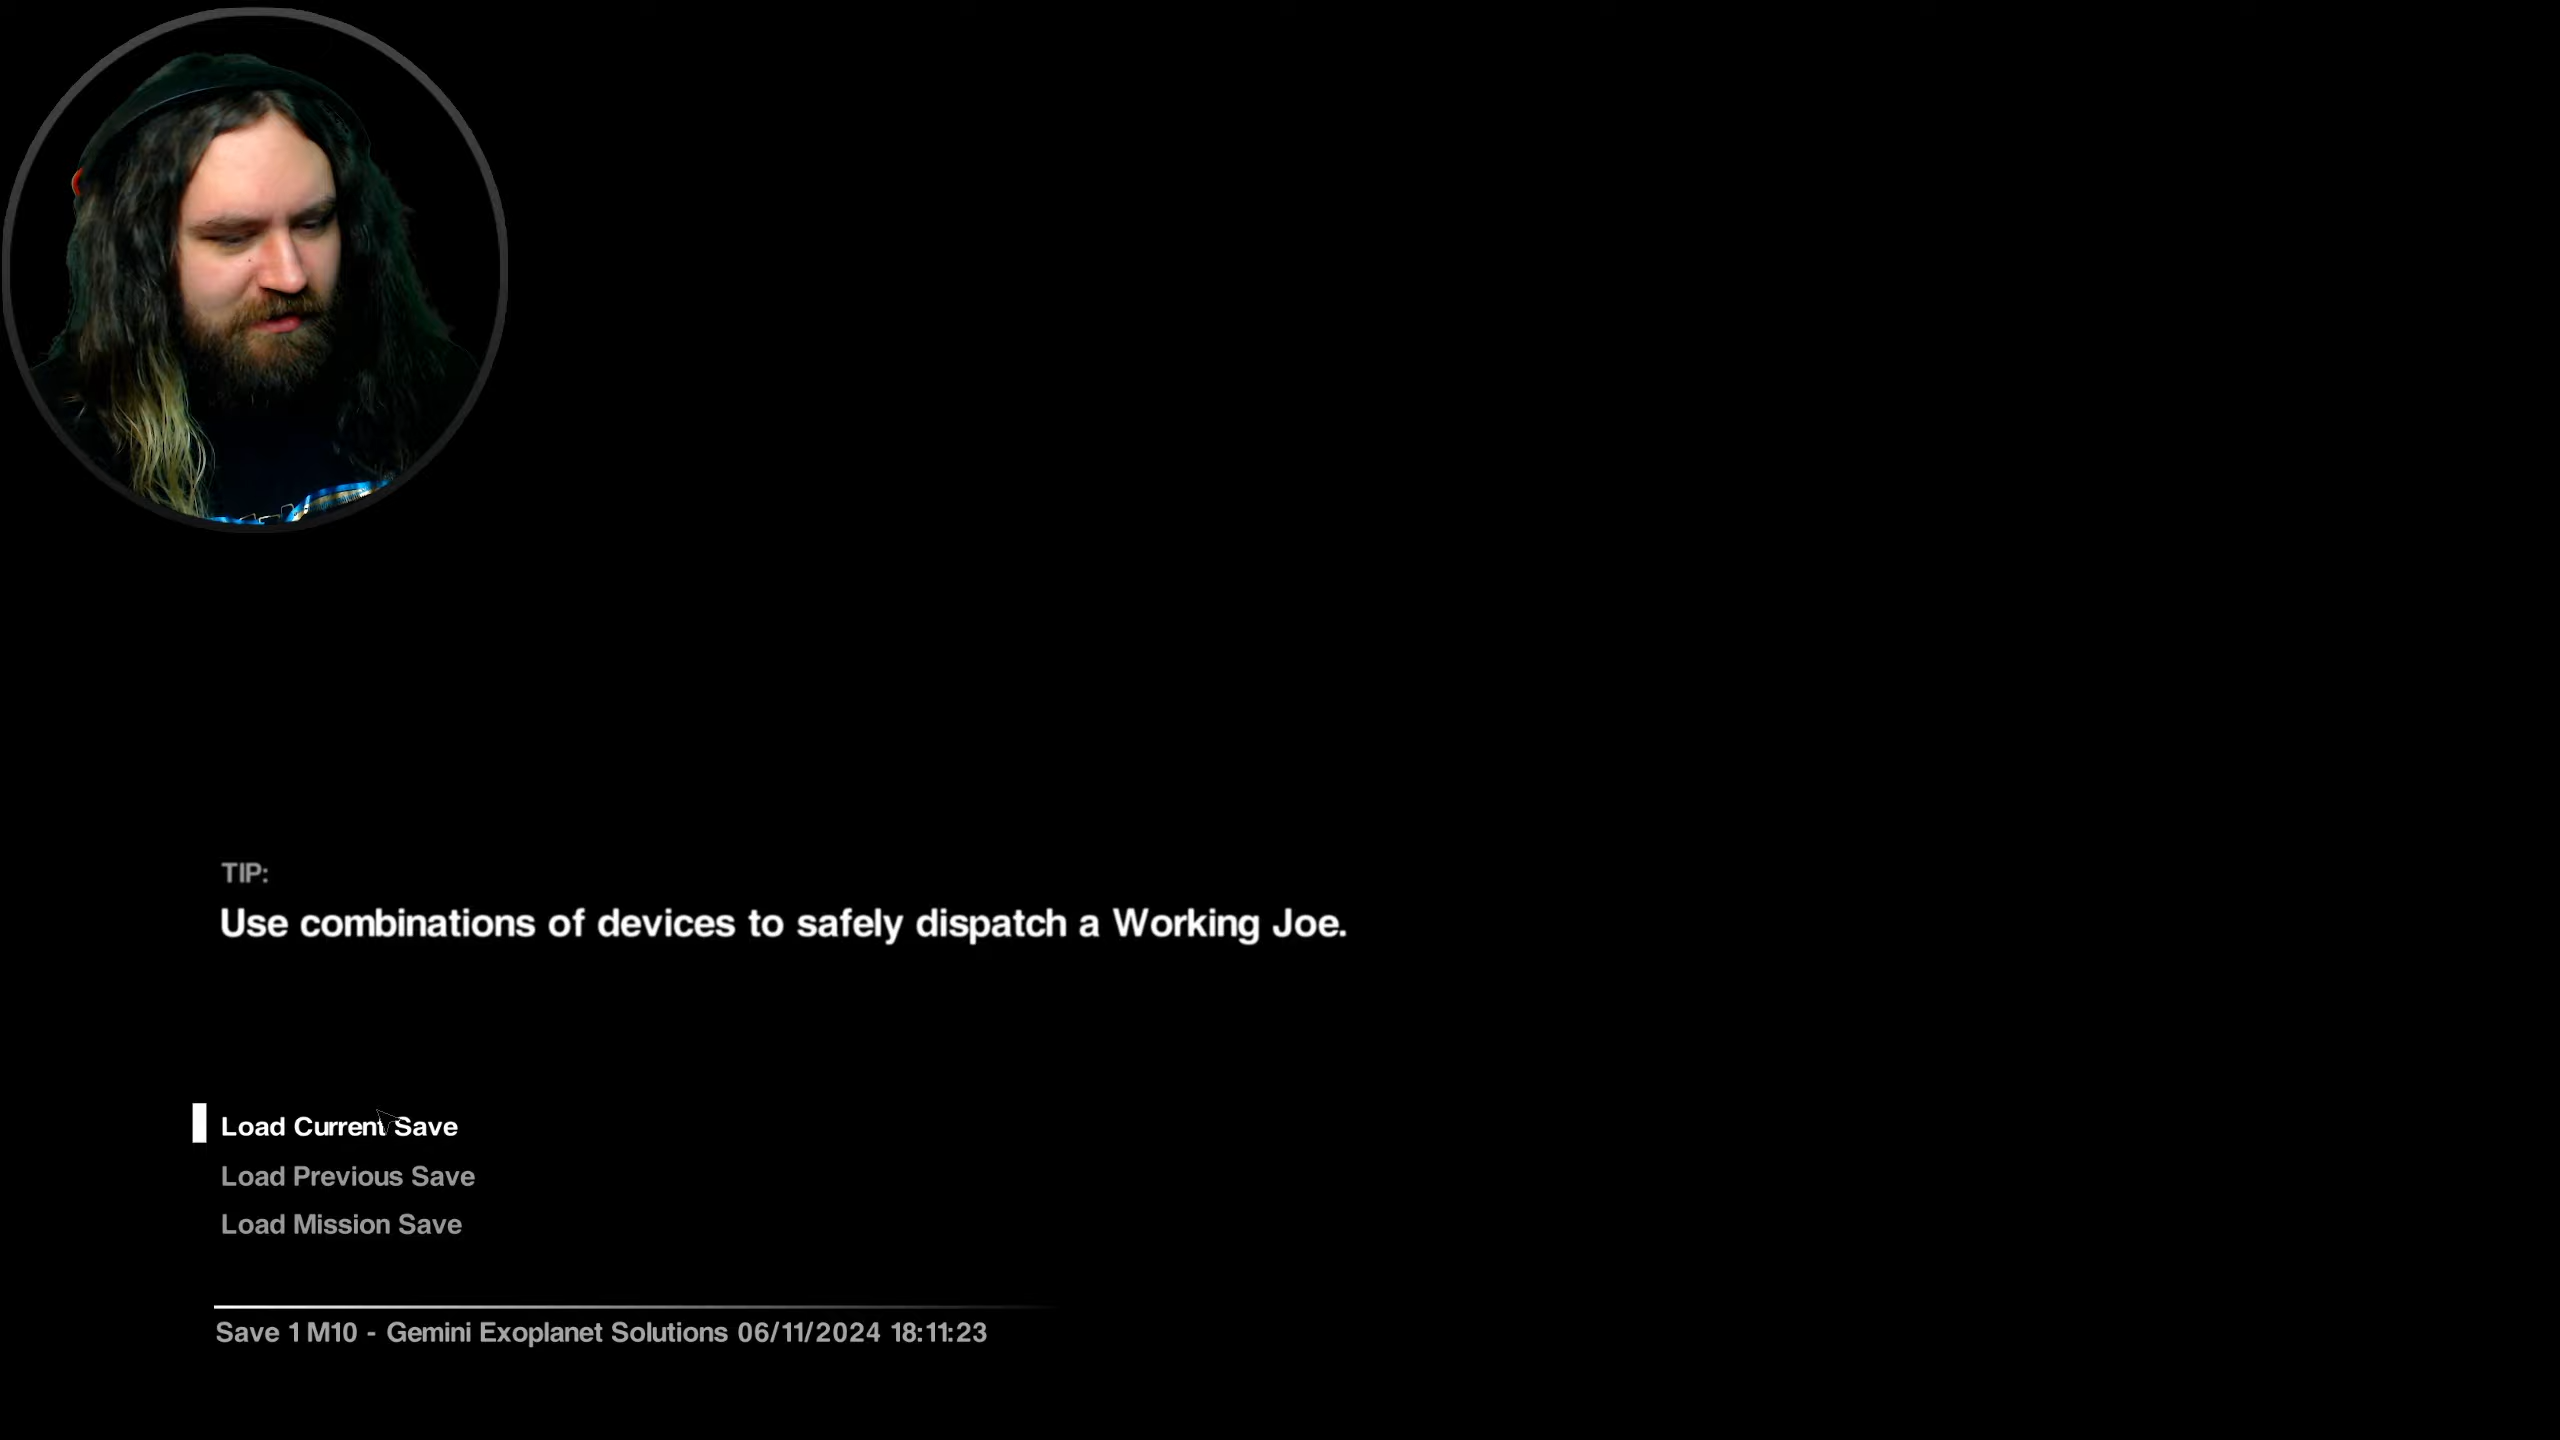 TIP:
Use combinations of devices to safely dispatch a Working Joe.
Load Current Save
Load Previous Save
Load Mission Save
Save 1 M10 - Gemini Exoplanet Solutions 06/11/2024 18:11:23